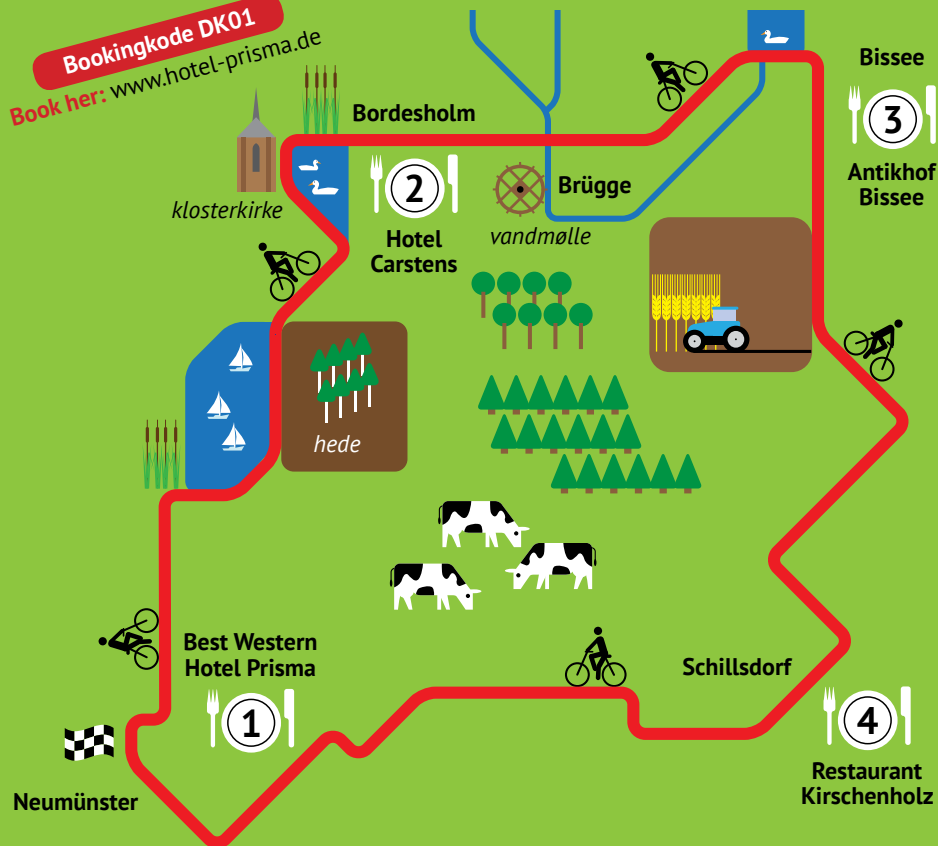 Bookingkode DK01
Book her: www.hotel-prisma.de
Bordesholm
2
Hotel
Carstens
klosterkirke
Brügge
vandmølle
Bissee
3
Antikhof
Bissee
hede
Best Western
Hotel Prisma
1
Neumünster
Schillsdorf
4
Restaurant
Kirschenholz